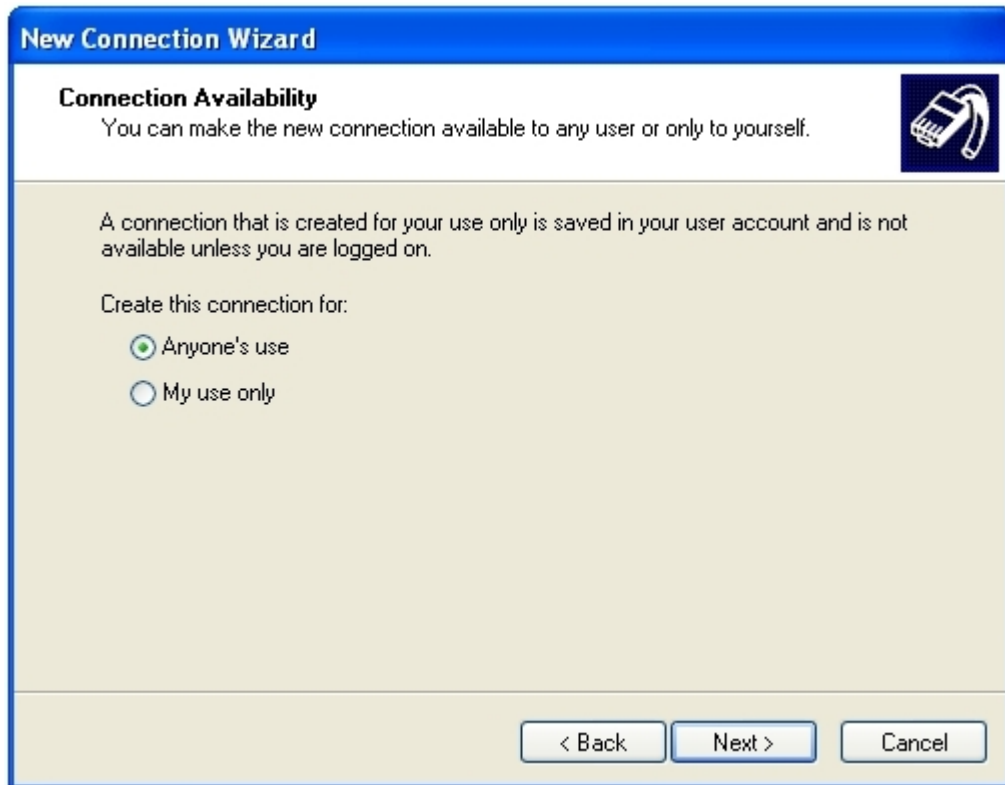 New Connection Wizard
Connection Availability
You can make the new connection available to any user or only to yourself.
A connection that is created for your use only is saved in your user account and is not
available unless you are logged on.
Create this connection for:
Anyone's use
My use only
< Back
Next >
Cancel